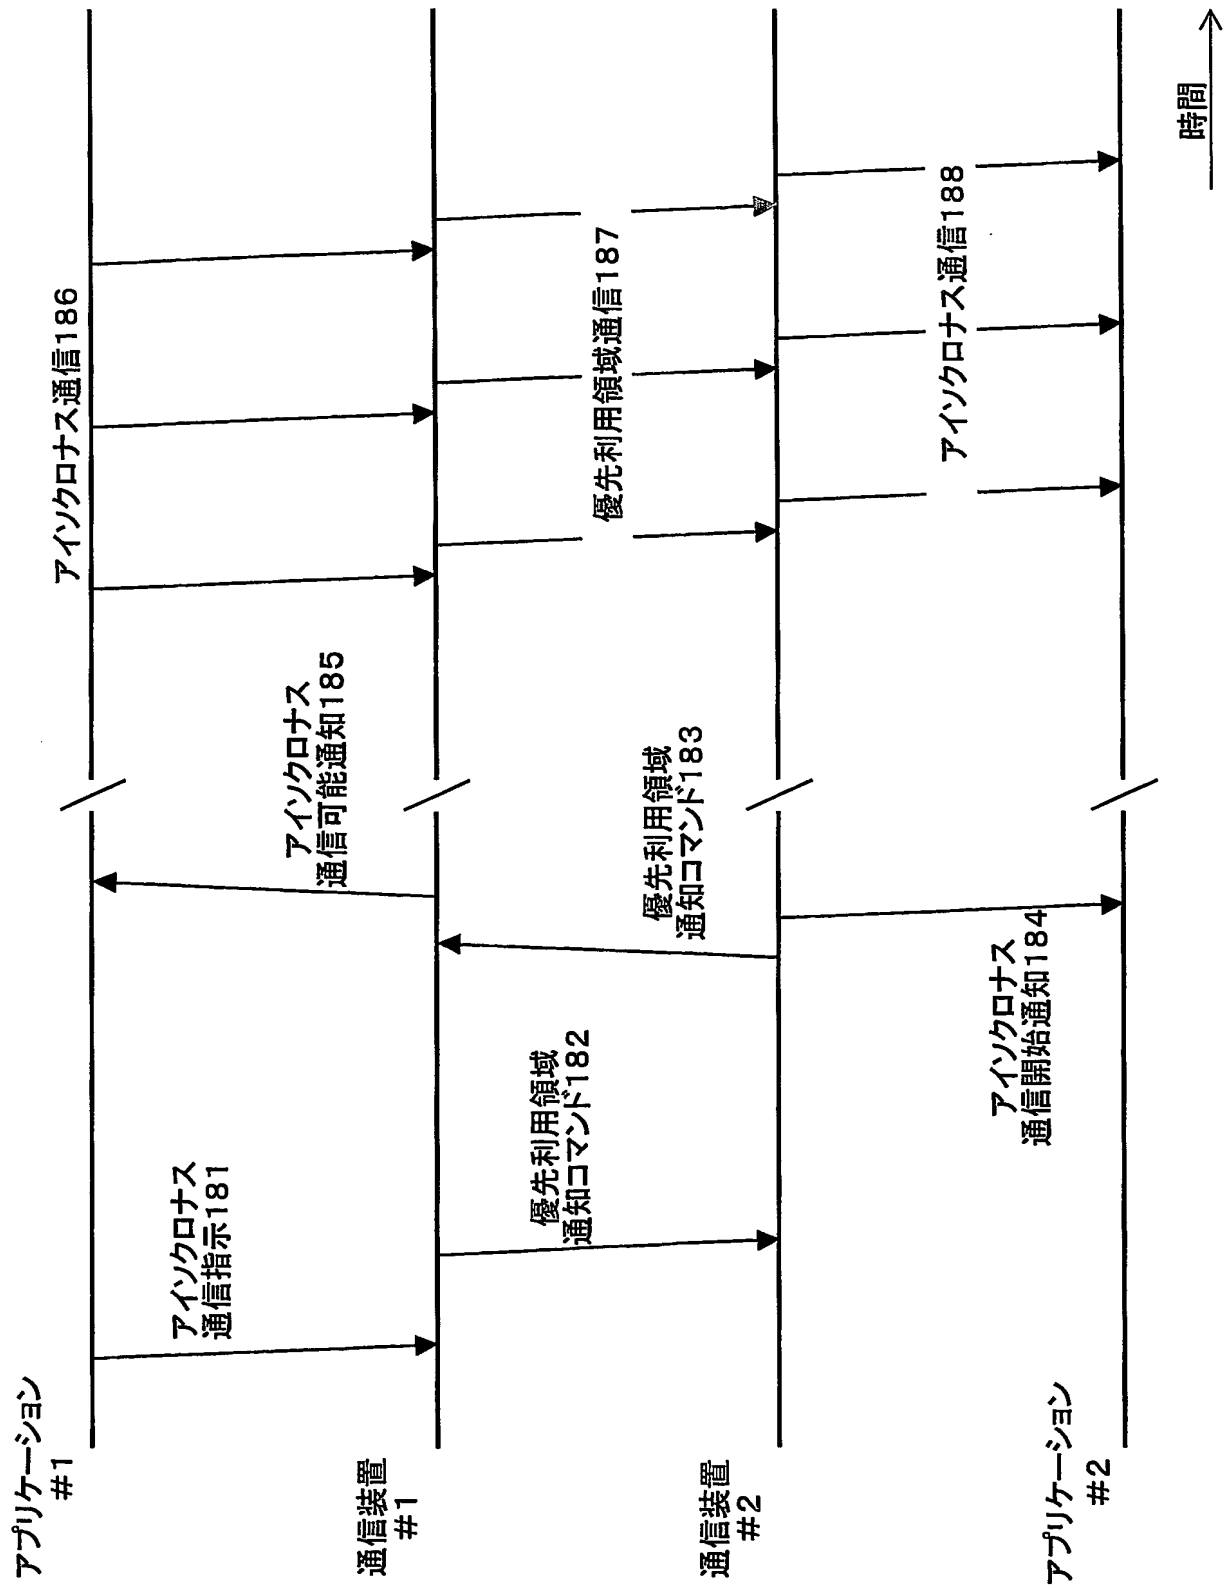 アプリケーション
#1
通信装置
#1
通信装置
#2
アプリケーション
#2
アイソクロナス
通信指示181
優先利用領域
通知コマンド182
優先利用領域
通知コマンド183
アイソクロナス
通信開始通知184
アイソクロナス
通信可能通知185
アイソクロナス通信186
優先利用領域通信187
アイソクロナス通信188
時間